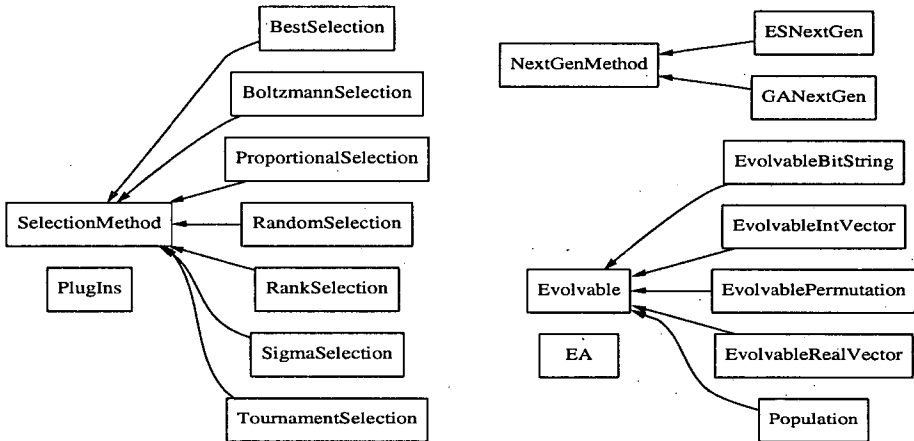 BestSelection
BoltzmannSelection
ProportionalSelection
SelectionMethod
RandomSelection
PlugIns
RankSelection
SigmaSelection
TournamentSelection
ESNextGen
NextGenMethod
GANextGen
EvolvableBitString
EvolvableIntVector
Evolvable
EvolvablePermutation
EA
EvolvableRealVector
Population